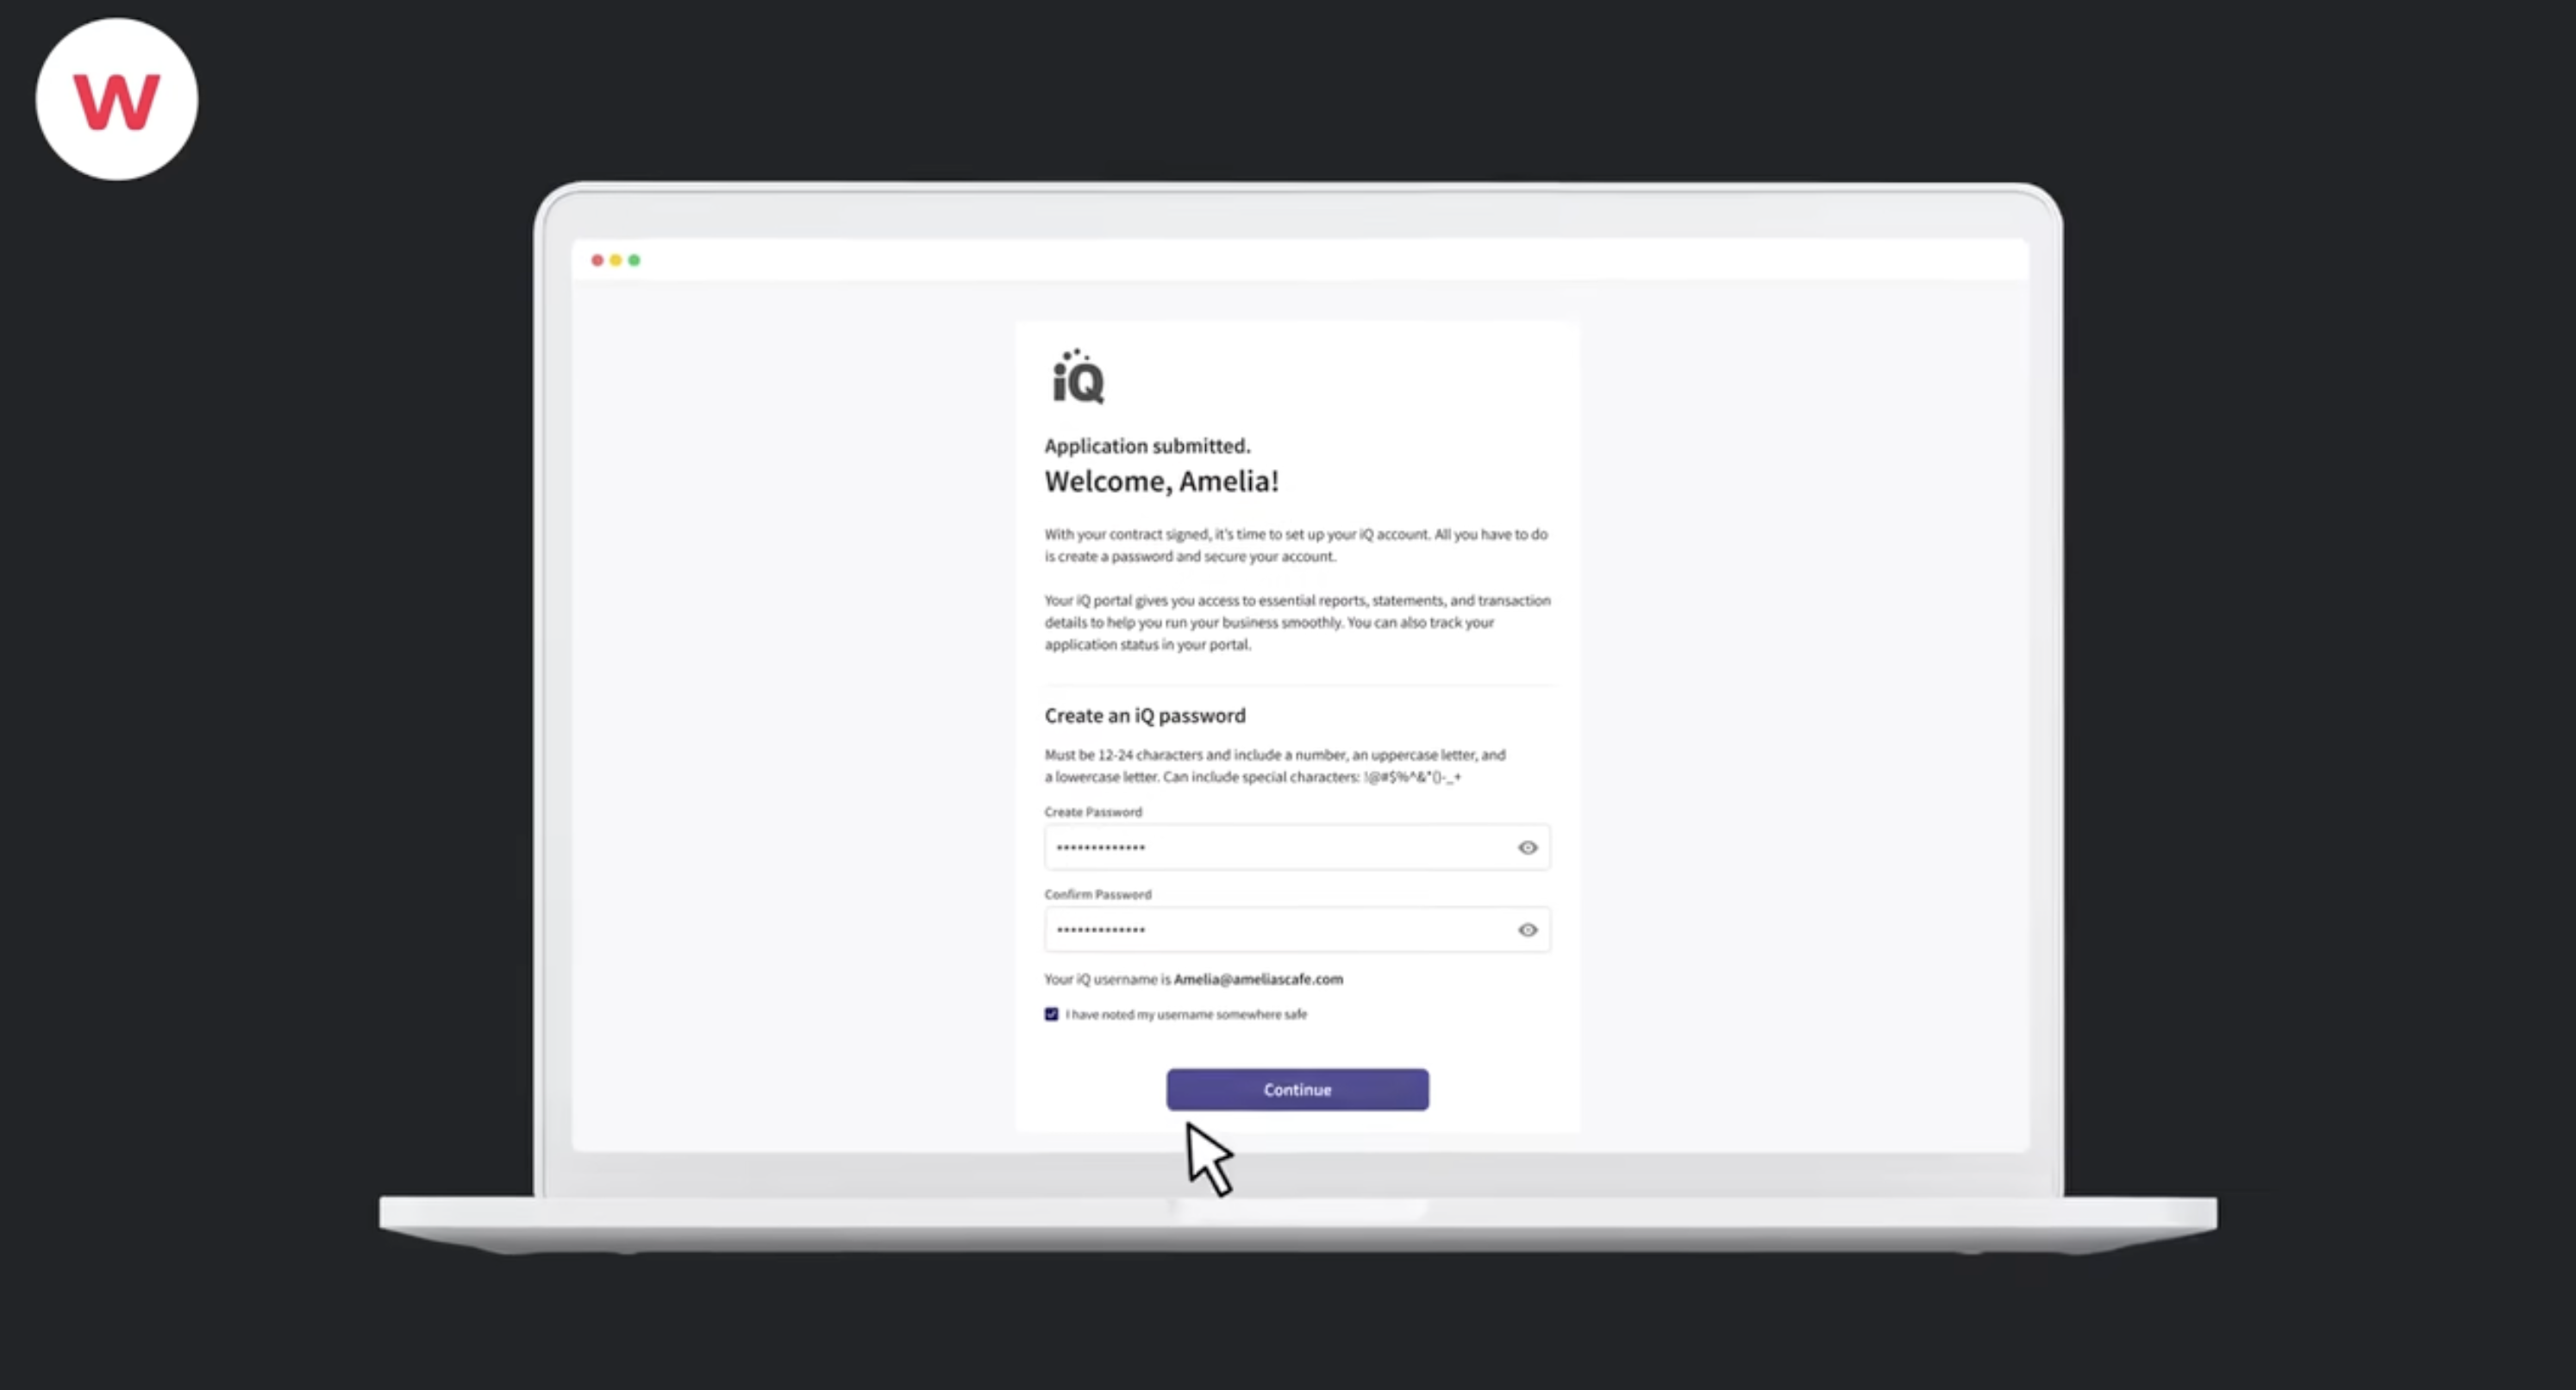 W
iQ
Application submitted.
Welcome, Amelia!
With your contract signed, it's time to set up your iQ account. All you have to do
is create a password and secure your account.
Your iQ portal gives you access to essential reports, statements, and transaction
details to help you run your business smoothly. You can also track your
application status in your portal.
Create an iQ password
Must be 12-24 characters and include a number, an uppercase letter, and
a lowercase letter. Can include special characters: !@#$%^&*()-_+
Create Password
•••••••••••••
Confirm Password
•••••••••••••
Your iQ username is Amelia@ameliascafe.com
I have noted my username somewhere safe
Continue